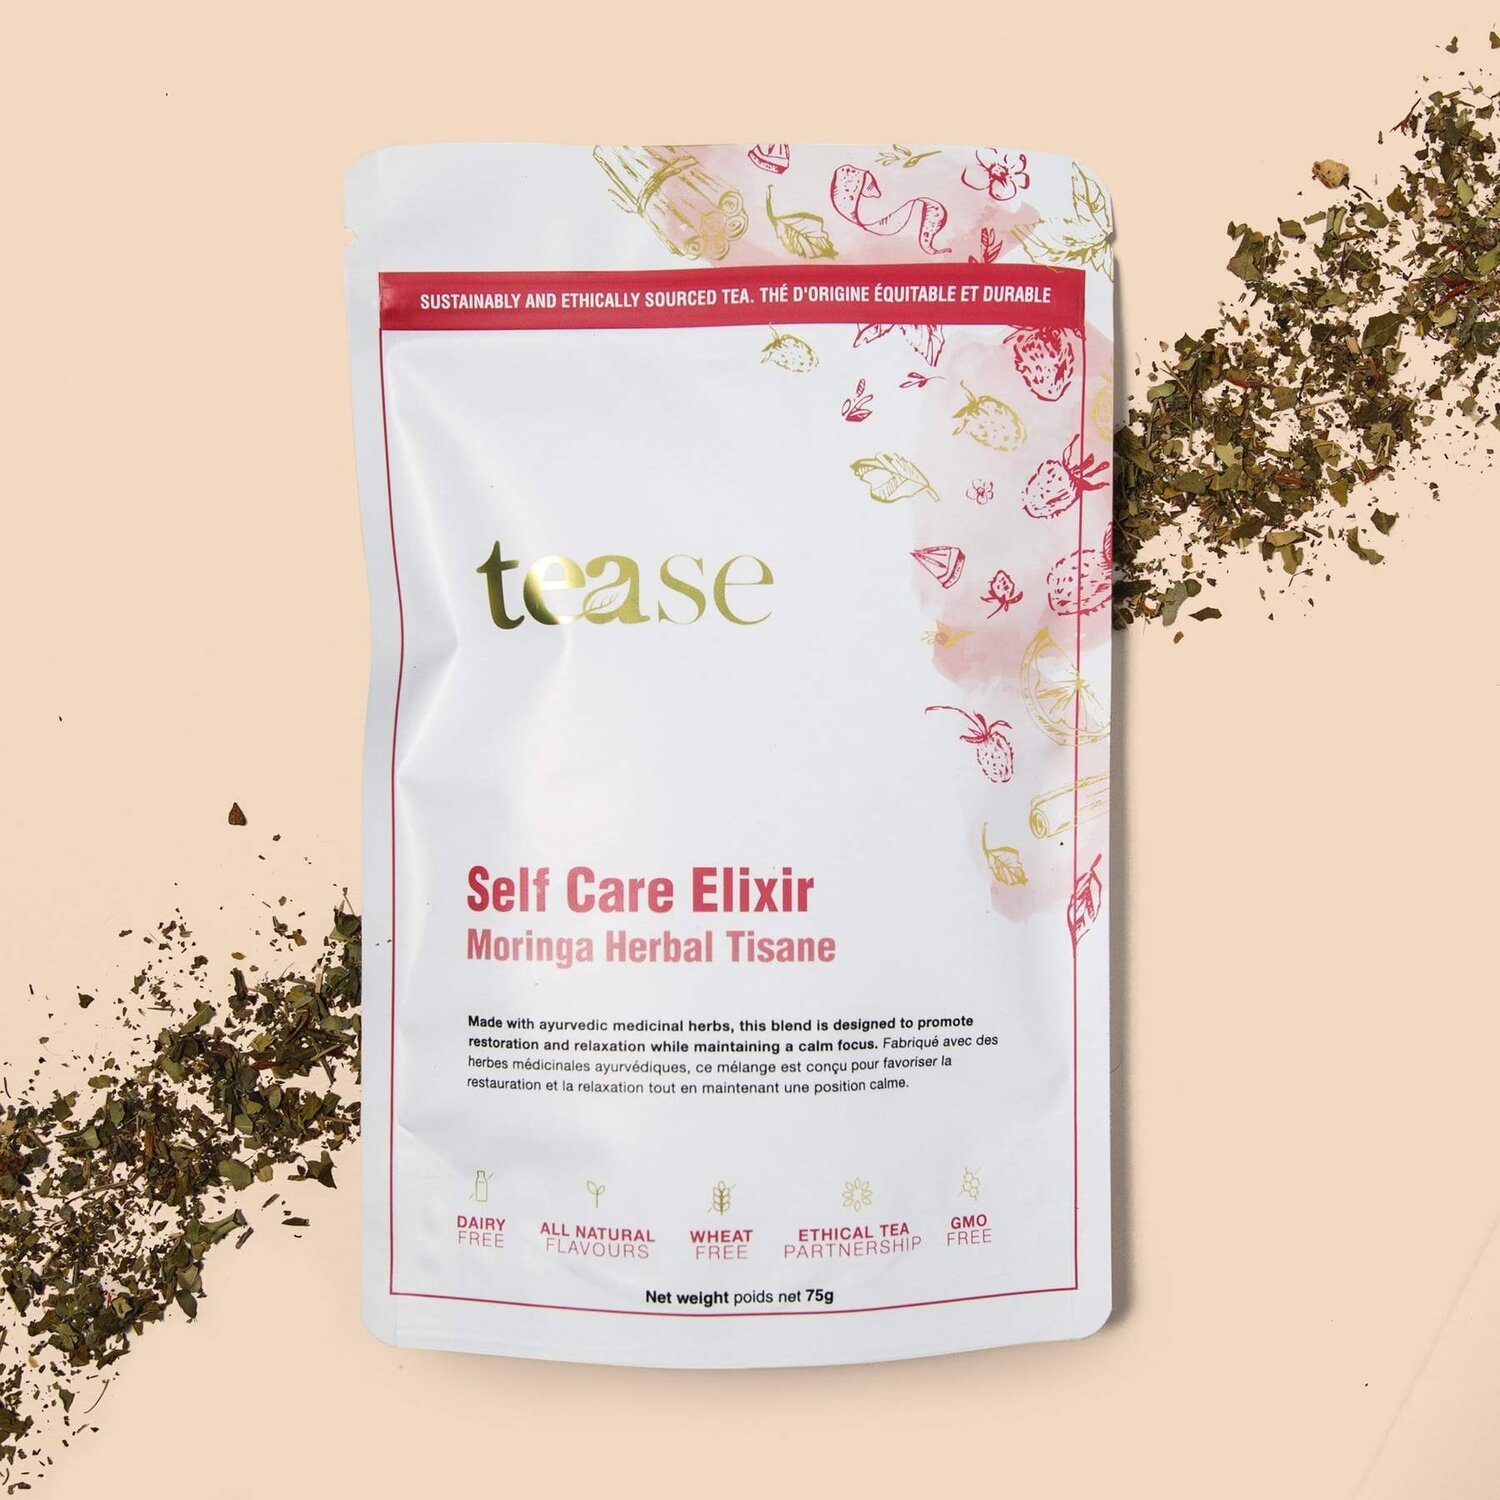 SUSTAINABLY AND ETHICALLY SOURCED TEA. THÉ D'ORIGINE ÉQUITABLE ET DURABLE
tease
Self Care Elixir
Moringa Herbal Tisane
Made with ayurvedic medicinal herbs, this blend is designed to promote
restoration and relaxation while maintaining a calm focus. Fabriqué avec des
herbes médicinales ayurvédiques, ce mélange est conçu pour favoriser la
restauration et la relaxation tout en maintenant une position calme.
DAIRY
FREE
ALL NATURAL
FLAVOURS
WHEAT
FREE
ETHICAL TEA
PARTNERSHIP
GMO
FREE
Net weight poids net 75g